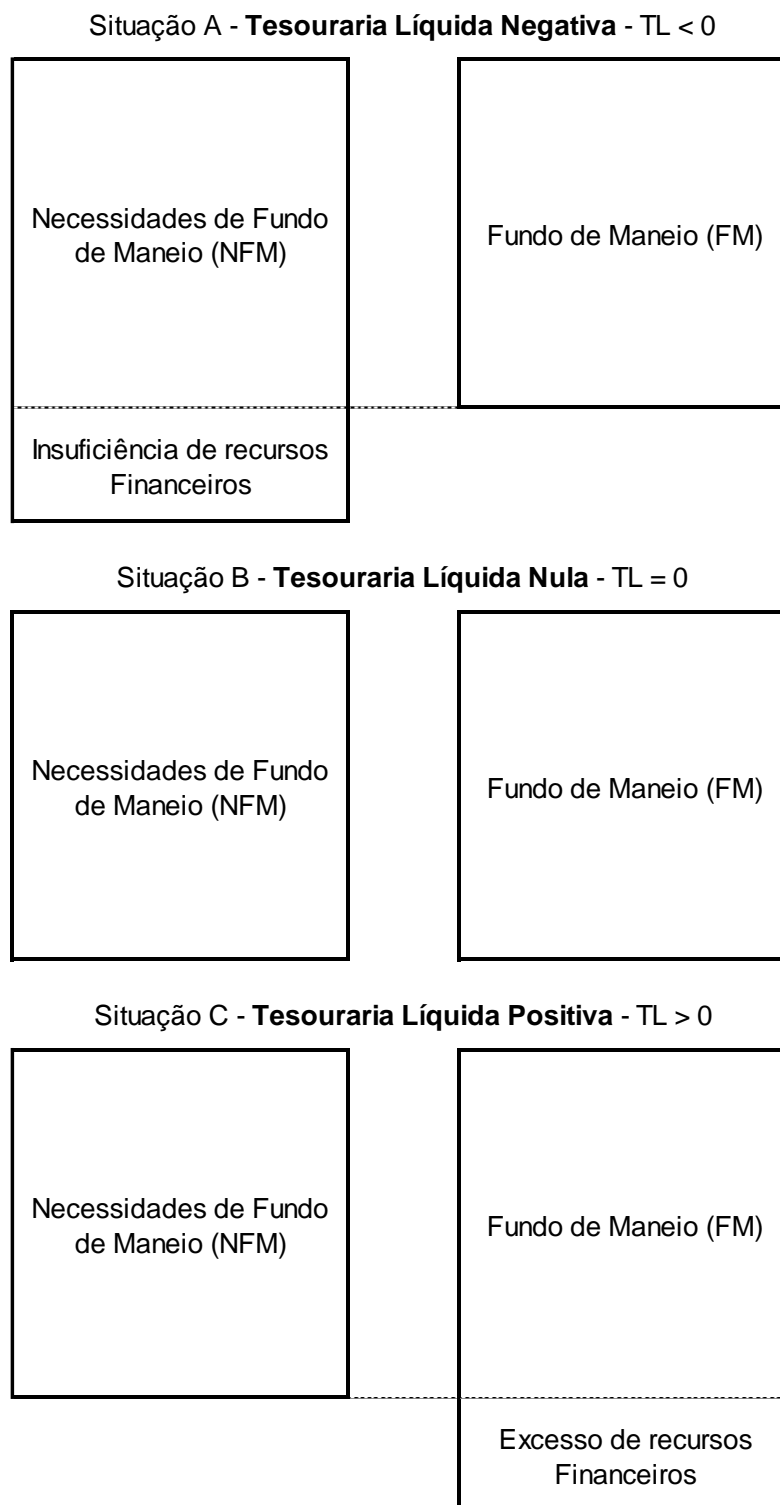 Situação A - Tesouraria Líquida Negativa - TL < 0
Necessidades de Fundo
de Maneio (NFM)
Fundo de Maneio (FM)
Insuficiência de recursos
Financeiros
Situação B - Tesouraria Líquida Nula - TL = 0
Necessidades de Fundo
de Maneio (NFM)
Fundo de Maneio (FM)
Situação C - Tesouraria Líquida Positiva - TL > 0
Necessidades de Fundo
de Maneio (NFM)
Fundo de Maneio (FM)
Excesso de recursos
Financeiros